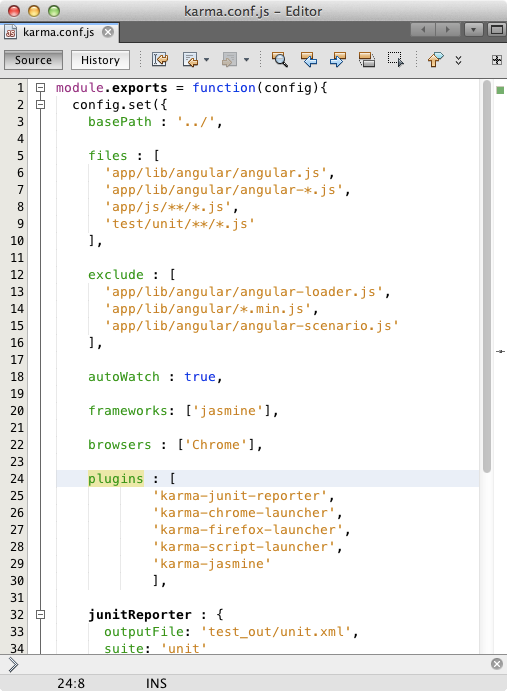 karma.conf.js - Editor
karma.conf.js
Source History
1 module.exports = function(config){
2 config.set({
3 basePath : '../',
4
5 files : [
6 'app/lib/angular/angular.js',
7 'app/lib/angular/angular-*.js',
8 'app/js/**/*.js',
9 'test/unit/**/*.js'
10 ],
11
12 exclude : [
13 'app/lib/angular/angular-loader.js',
14 'app/lib/angular/*.min.js',
15 'app/lib/angular/angular-scenario.js'
16 ],
17
18 autoWatch : true,
19
20 frameworks: ['jasmine'],
21
22 browsers : ['Chrome'],
23
24 plugins : [
25 'karma-junit-reporter',
26 'karma-chrome-launcher',
27 'karma-firefox-launcher',
28 'karma-script-launcher',
29 'karma-jasmine'
30 ],
31
32 junitReporter : {
33 outputFile: 'test_out/unit.xml',
34 suite: 'unit'
24:8 INS